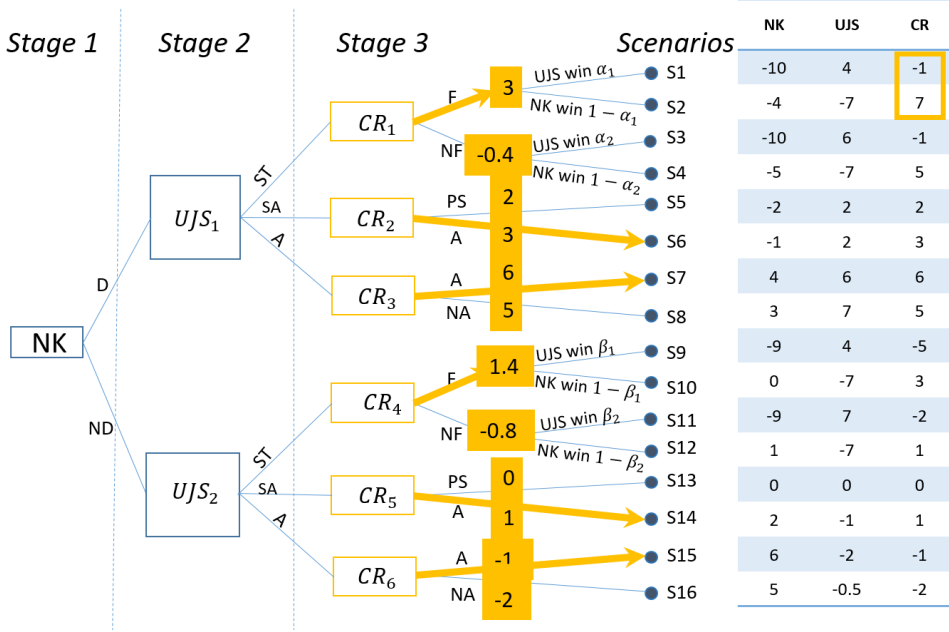 Stage 1
Stage 2
Stage 3
Scenarios
NK UJS CR
NK
D
ND
UJS₁
ST
SA
A
UJS₂
ST
SA
A
CR₁
F
NF
3
UJS win α₁
NK win 1 − α₁
-0.4
UJS win α₂
NK win 1 − α₂
CR₂
PS
A
2
3
CR₃
A
NA
6
5
CR₄
F
NF
1.4
UJS win β₁
NK win 1 − β₁
-0.8
UJS win β₂
NK win 1 − β₂
CR₅
PS
A
0
1
CR₆
A
NA
-1
-2
S1 -10 4 -1
S2 -4 -7 7
S3 -10 6 -1
S4 -5 -7 5
S5 -2 2 2
S6 -1 2 3
S7 4 6 6
S8 3 7 5
S9 -9 4 -5
S10 0 -7 3
S11 -9 7 -2
S12 1 -7 1
S13 0 0 0
S14 2 -1 1
S15 6 -2 -1
S16 5 -0.5 -2